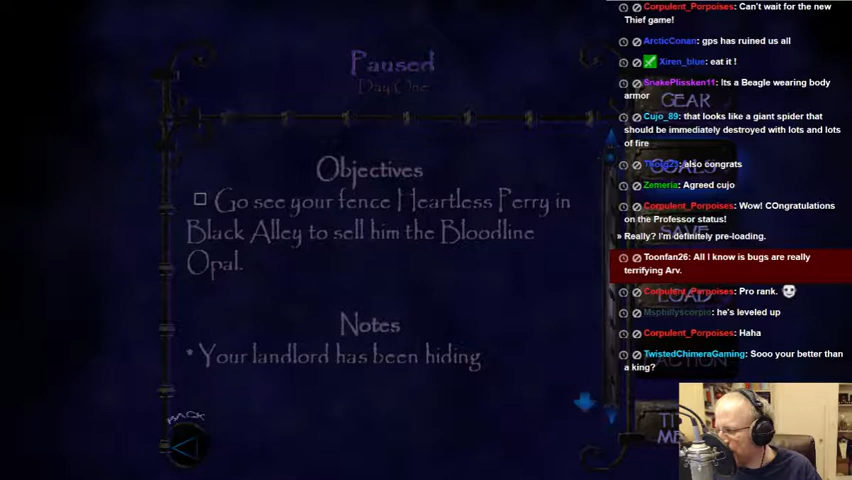 Paused
Day One
Objectives
Go see your fence Heartless Perry in
Black Alley to sell him the Bloodline
Opal.
Notes
* Your landlord has been hiding
BACK
GEAR
GOALS
SAVE
LOAD
Corpulent_Porpoises: Can't wait for the new
Thief game!
ArcticConan: gps has ruined us all
Xiren_blue: eat it !
SnakePlissken11: Its a Beagle wearing body
armor
Cujo_89: that looks like a giant spider that
should be immediately destroyed with lots and lots
of fire
also congrats
Zemeria: Agreed cujo
Corpulent_Porpoises: Wow! COngratulations
on the Professor status!
» Really? I'm definitely pre-loading.
Toonfan26: All I know is bugs are really
terrifying Arv.
Corpulent_Porpoises: Pro rank.
Msphillyscorpio: he's leveled up
Corpulent_Porpoises: Haha
TwistedChimeraGaming: Sooo your better than
a king?